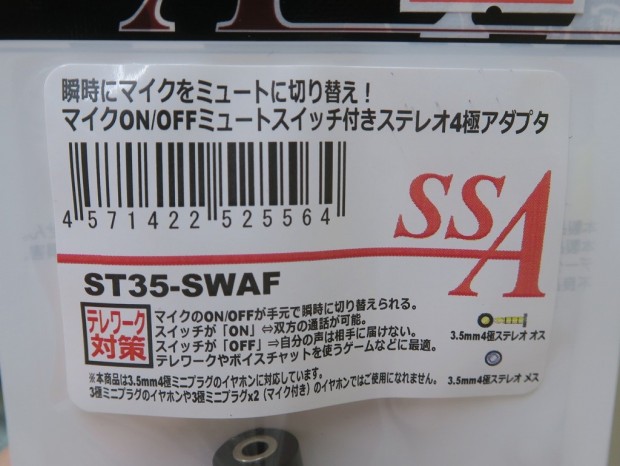 瞬時にマイクをミュートに切り替え！
マイクON/OFFミュートスイッチ付きステレオ4極アダプタ
4 571422 525564
SSA
ST35-SWAF
テレワーク
対策
マイクのON/OFFが手元で瞬時に切り替えられる。
スイッチが「ON」⇔双方の通話が可能。
スイッチが「OFF」⇒自分の声は相手に届けない。
テレワークやボイスチャットを使うゲームなどに最適。
3.5mm4極ステレオ オス
3.5mm4極ステレオ メス
※本商品は3.5mm4極ミニプラグのイヤホンに対応しています。
3極ミニプラグのイヤホンや3極ミニプラグx2（マイク付き）のイヤホンではご使用になれません。